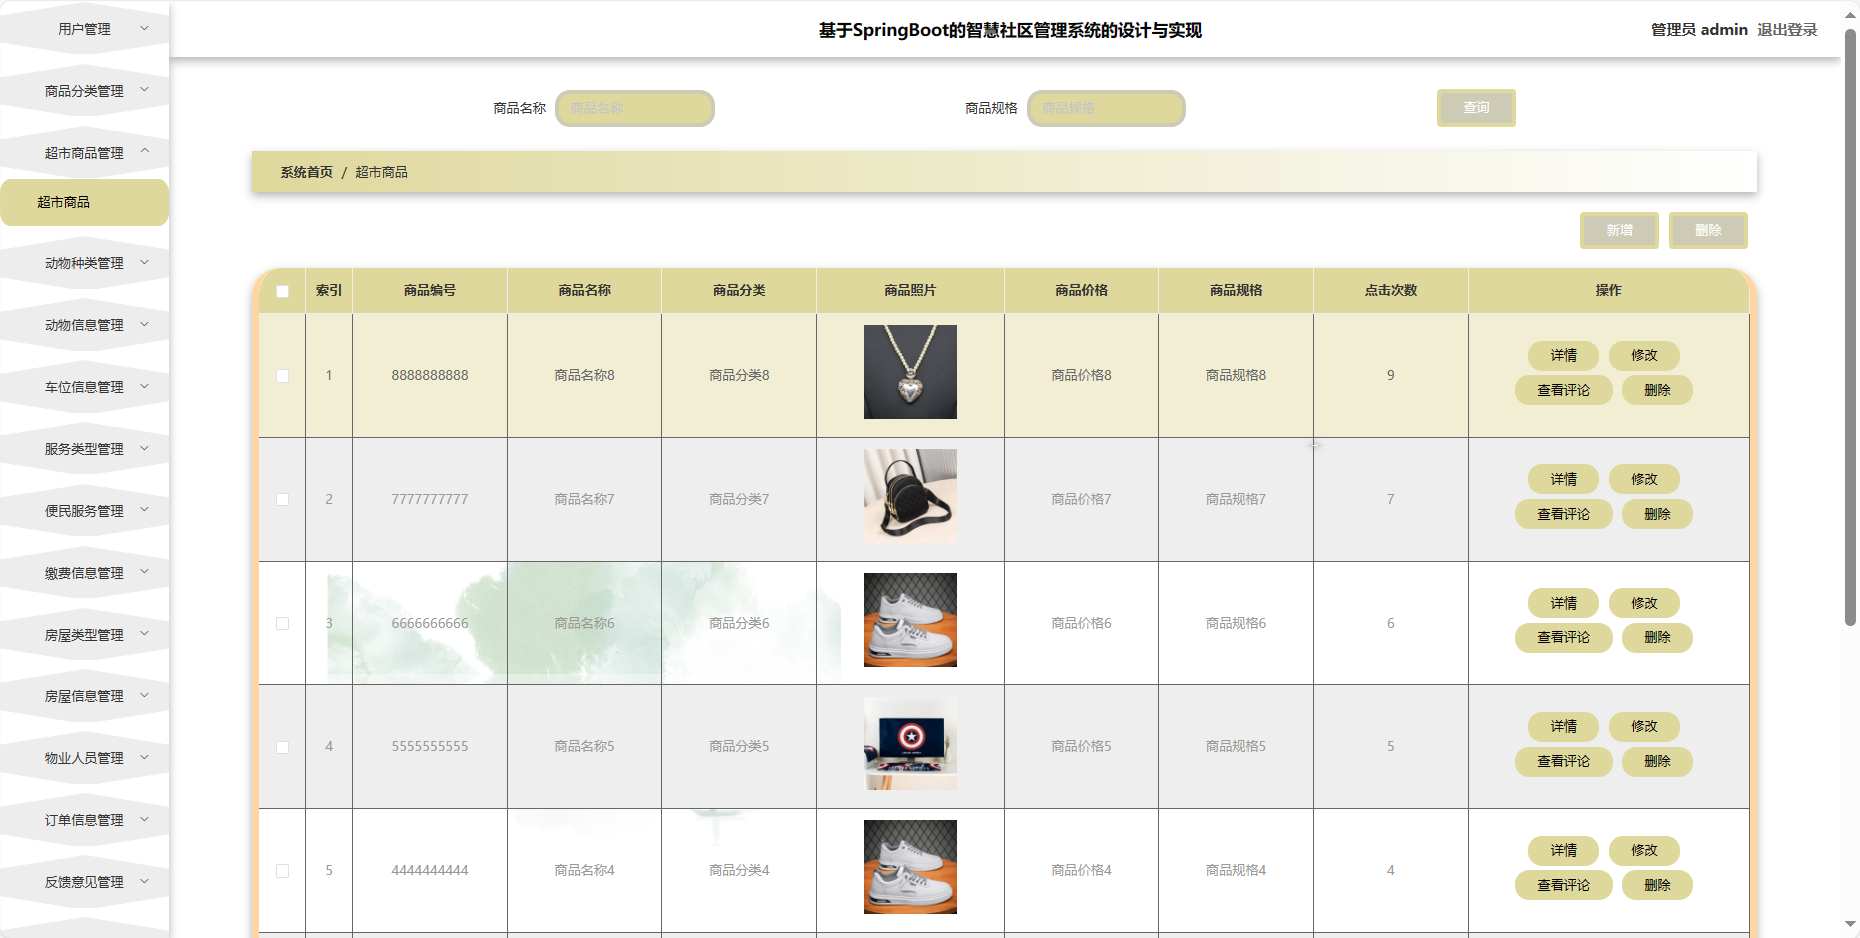 基于SpringBoot的智慧社区管理系统的设计与实现
管理员 admin 退出登录
用户管理
商品分类管理
超市商品管理
超市商品
动物种类管理
动物信息管理
车位信息管理
服务类型管理
便民服务管理
缴费信息管理
房屋类型管理
房屋信息管理
物业人员管理
订单信息管理
反馈意见管理
商品名称 商品名称 商品规格 商品规格 查询
系统首页 / 超市商品
新增 删除
索引 商品编号 商品名称 商品分类 商品照片 商品价格 商品规格 点击次数 操作
1 8888888888 商品名称8 商品分类8 商品价格8 商品规格8 9 详情 修改
查看评论 删除
2 7777777777 商品名称7 商品分类7 商品价格7 商品规格7 7 详情 修改
查看评论 删除
3 6666666666 商品名称6 商品分类6 商品价格6 商品规格6 6 详情 修改
查看评论 删除
4 5555555555 商品名称5 商品分类5 商品价格5 商品规格5 5 详情 修改
查看评论 删除
5 4444444444 商品名称4 商品分类4 商品价格4 商品规格4 4 详情 修改
查看评论 删除